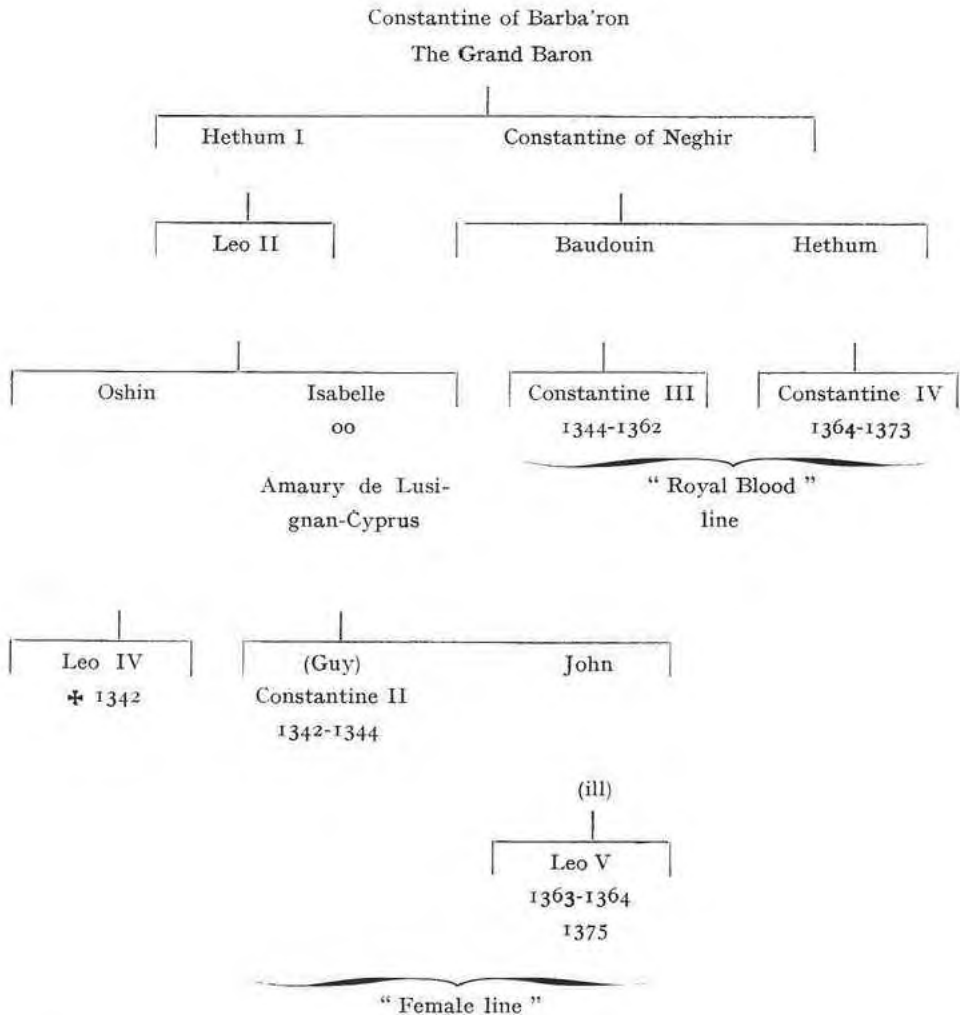 Constantine of Barba'ron
The Grand Baron
Hethum I
Constantine of Neghir
Leo II
Baudouin
Hethum
Oshin
Isabelle
Constantine III
Constantine IV
oo
1344-1362
1364-1373
Amaury de Lusi-
gnan-Cyprus
“ Royal Blood ”
line
Leo IV
✠ 1342
(Guy)
Constantine II
1342-1344
John
(ill)
Leo V
1363-1364
1375
“ Female line ”